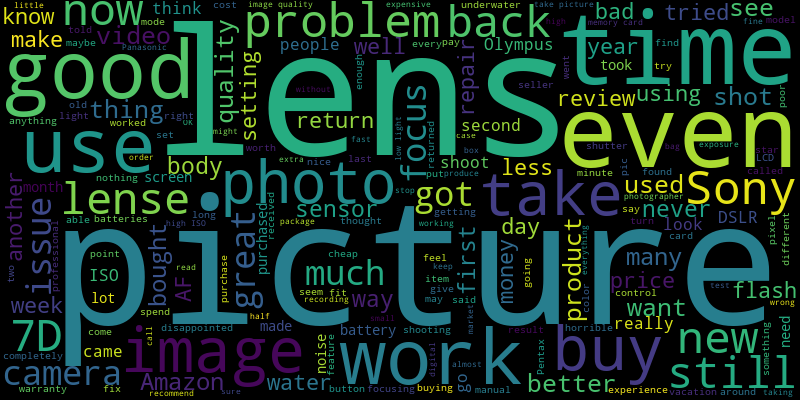 little
know
now
mode
think
video
told
maybe
Panasonic
make
good
cost
image quality
problem
expensive
back
underwater
take picture
memory card
high
bad
tried
see
fine
model
people
well
every
pay
Olympus
year
time
find
took
try
quality
setting
lens
enough
without
repair
went
seller
thing
old
light
right
anything
worked
set
ok
might
return
fast
focus
low light
second
case
review
using
shot
poor
even
shutter
bag
exposure
use
order
worth
body
extra
nice
last
returned
box
shoot
less
minute
pic
found
star
LCD
called
nothing
screen
another
month
lense
photo
stop
put
produce
got
getting
take
used
photographer
say
never
turn
Sony
able
batteries
professional
issue
two
high ISO
long
great
purchased
received
sensor
package
thought
working
day
DSLR
look
card
pixel
different
picture
point
ISO
lot
bought
AF
read
purchase
cheap
much
seem
fit
recording
way
feel
keep
item
give
may
said
first
going
money
product
color
everything
many
price
control
want
flash
test
wrong
week
spend
half
small
7D
come
call
disappointed
made
noise
feature
battery
shooting
market
result
horrible
really
new
something
need
completely
came
image
work
digital
almost
Pentax
buy
still
camera
warranty
fix
Amazon
recommend
sure
water
button
focusing
buying
go
manual
better
experience
vacation
around
taking